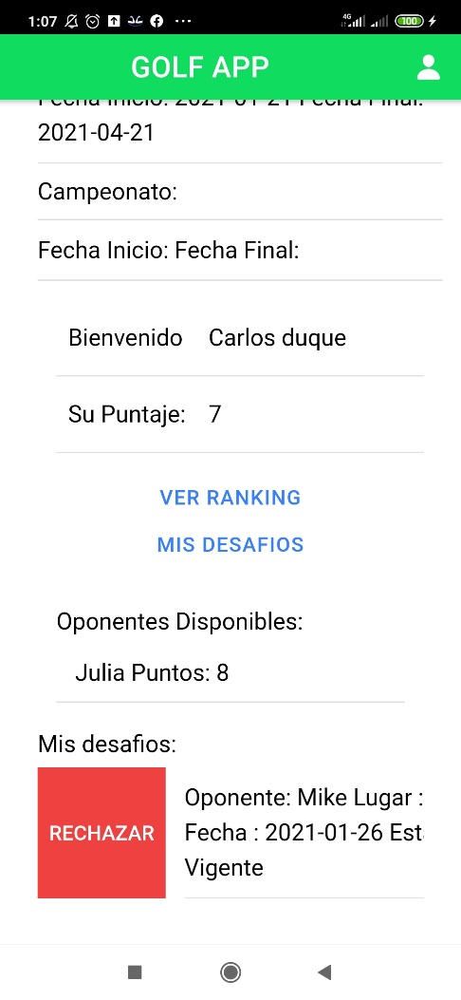 1:07
4G
100
GOLF APP
Fecha Inicio: 2021-01-21 Fecha Final:
2021-04-21
Campeonato:
Fecha Inicio: Fecha Final:
Bienvenido Carlos duque
Su Puntaje: 7
VER RANKING
MIS DESAFIOS
Oponentes Disponibles:
Julia Puntos: 8
Mis desafios:
RECHAZAR
Oponente: Mike Lugar :
Fecha : 2021-01-26 Est
Vigente